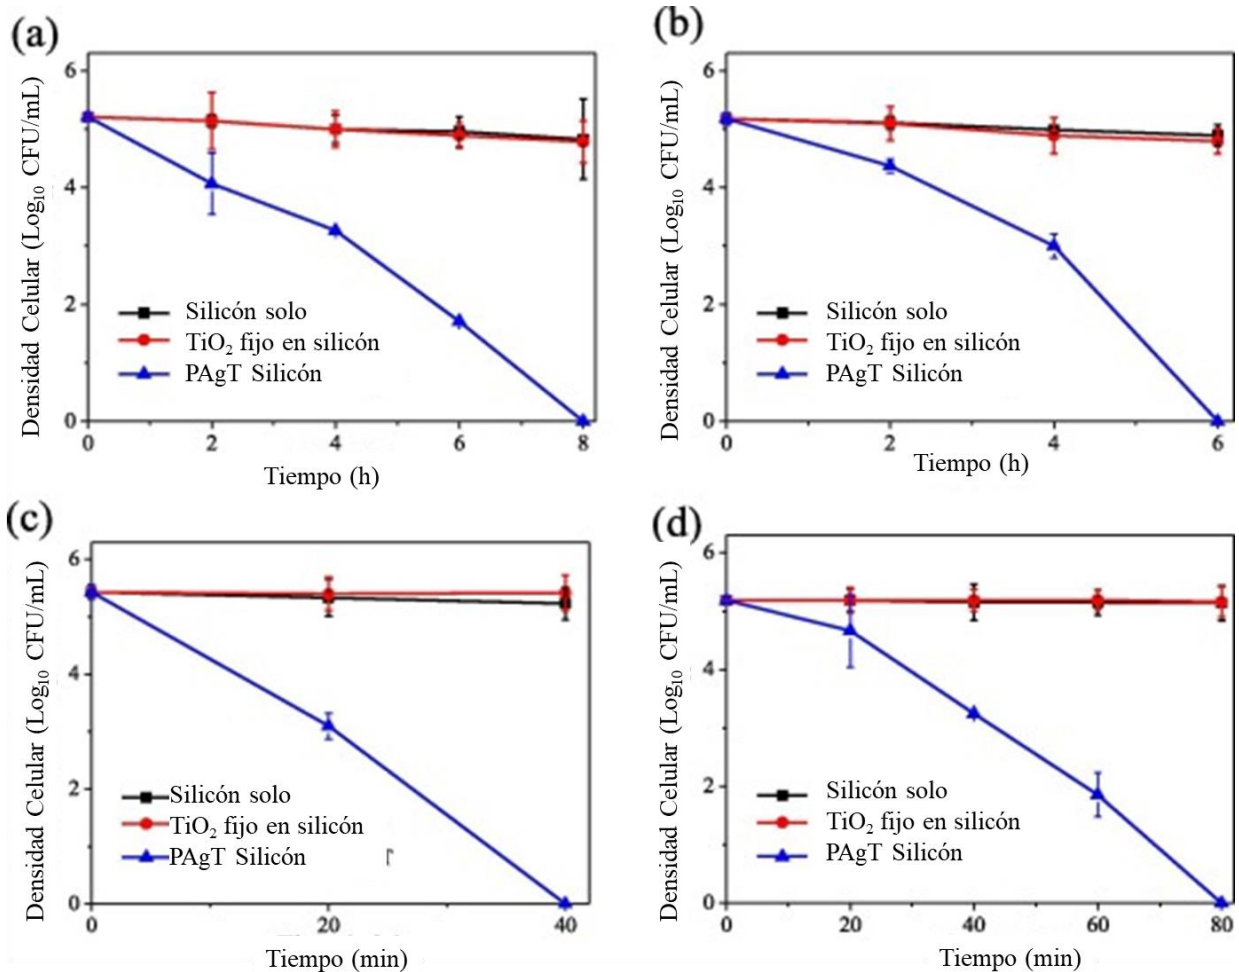 (a)
Densidad Celular (Log₁₀ CFU/mL)
6
4
2
0
Silicón solo
TiO₂ fijo en silicón
PAgT Silicón
0 2 4 6 8
Tiempo (h)
(b)
Densidad Celular (Log₁₀ CFU/mL)
6
4
2
0
Silicón solo
TiO₂ fijo en silicón
PAgT Silicón
0 2 4 6
Tiempo (h)
(c)
Densidad Celular (Log₁₀ CFU/mL)
6
4
2
0
Silicón solo
TiO₂ fijo en silicón
PAgT Silicón
0 20 40
Tiempo (min)
(d)
Densidad Celular (Log₁₀ CFU/mL)
6
4
2
0
Silicón solo
TiO₂ fijo en silicón
PAgT Silicón
0 20 40 60 80
Tiempo (min)